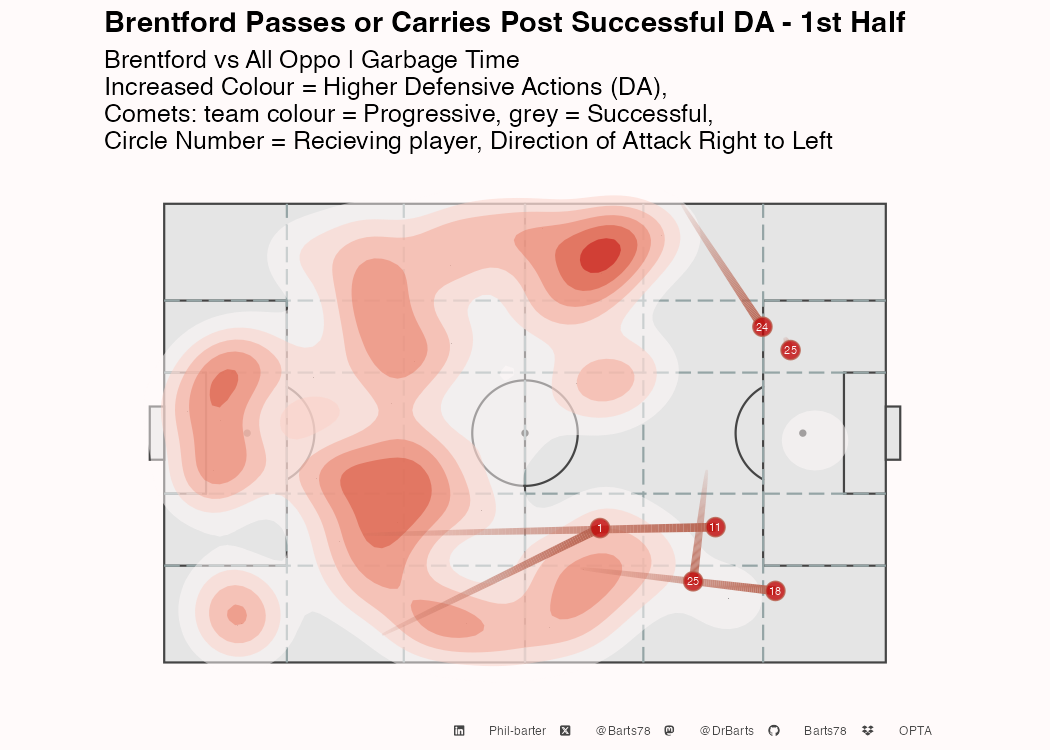 Brentford Passes or Carries Post Successful DA - 1st Half
Brentford vs All Oppo | Garbage Time
Increased Colour = Higher Defensive Actions (DA),
Comets: team colour = Progressive, grey = Successful,
Circle Number = Recieving player, Direction of Attack Right to Left
24
25
1
11
25
18
Phil-barter @Barts78 @DrBarts Barts78 OPTA